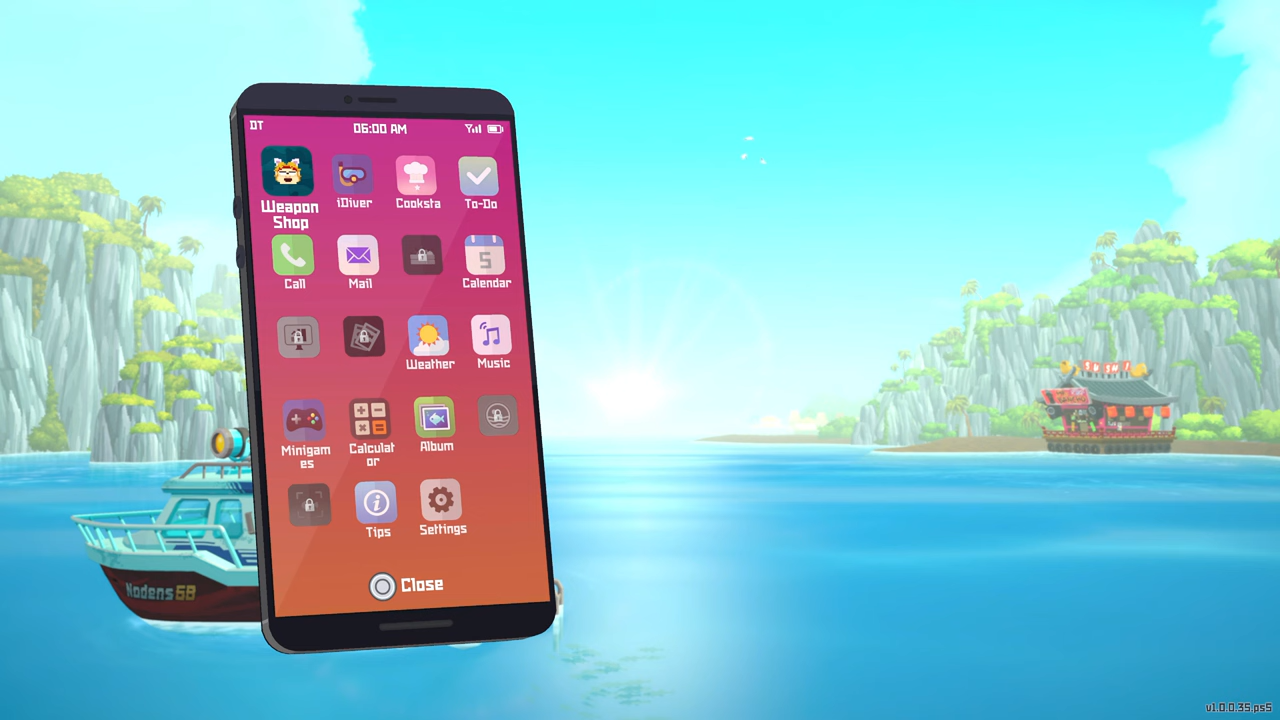 DT
06:00 AM
Weapon
Shop
iDiver
Cooksta
To-Do
Call
Mail
5
Calendar
Weather
Music
Minigam
es
Calculat
or
Album
Tips
Settings
Close
Nodens68
SUSHI
v1.0.0.35.ps5